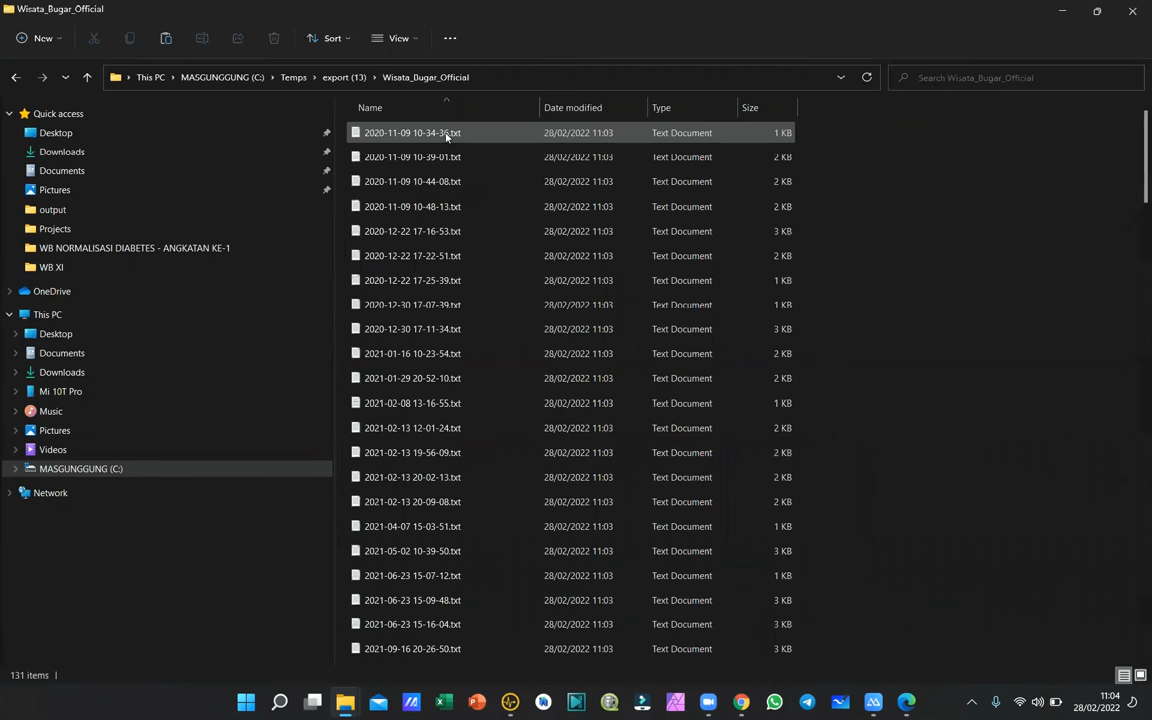 Wisata_Bugar_Official
New
Sort
View
This PC > MASGUNGGUNG (C:) > Temps > export (13) > Wisata_Bugar_Official
Search Wisata_Bugar_Official
Quick access
Desktop
Downloads
Documents
Pictures
output
Projects
WB NORMALISASI DIABETES - ANGKATAN KE-1
WB XI
OneDrive
This PC
Desktop
Documents
Downloads
Mi 10T Pro
Music
Pictures
Videos
MASGUNGGUNG (C:)
Network
Name Date modified Type Size
2020-11-09 10-34-36.txt 28/02/2022 11:03 Text Document 1 KB
2020-11-09 10-39-01.txt 28/02/2022 11:03 Text Document 2 KB
2020-11-09 10-44-08.txt 28/02/2022 11:03 Text Document 2 KB
2020-11-09 10-48-13.txt 28/02/2022 11:03 Text Document 2 KB
2020-12-22 17-16-53.txt 28/02/2022 11:03 Text Document 3 KB
2020-12-22 17-22-51.txt 28/02/2022 11:03 Text Document 2 KB
2020-12-22 17-25-39.txt 28/02/2022 11:03 Text Document 1 KB
2020-12-30 17-07-39.txt 28/02/2022 11:03 Text Document 1 KB
2020-12-30 17-11-34.txt 28/02/2022 11:03 Text Document 3 KB
2021-01-16 10-23-54.txt 28/02/2022 11:03 Text Document 2 KB
2021-01-29 20-52-10.txt 28/02/2022 11:03 Text Document 2 KB
2021-02-08 13-16-55.txt 28/02/2022 11:03 Text Document 1 KB
2021-02-13 12-01-24.txt 28/02/2022 11:03 Text Document 2 KB
2021-02-13 19-56-09.txt 28/02/2022 11:03 Text Document 2 KB
2021-02-13 20-02-13.txt 28/02/2022 11:03 Text Document 2 KB
2021-02-13 20-09-08.txt 28/02/2022 11:03 Text Document 2 KB
2021-04-07 15-03-51.txt 28/02/2022 11:03 Text Document 1 KB
2021-05-02 10-39-50.txt 28/02/2022 11:03 Text Document 3 KB
2021-06-23 15-07-12.txt 28/02/2022 11:03 Text Document 1 KB
2021-06-23 15-09-48.txt 28/02/2022 11:03 Text Document 3 KB
2021-06-23 15-16-04.txt 28/02/2022 11:03 Text Document 3 KB
2021-09-16 20-26-50.txt 28/02/2022 11:03 Text Document 3 KB
131 items
11:04
28/02/2022